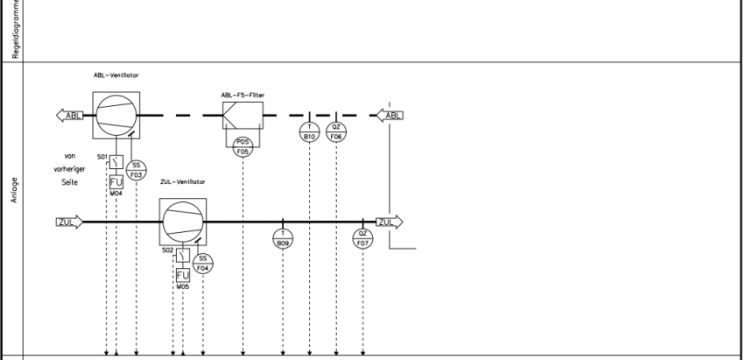 Regeldiagramme
ABL-Ventilator
ABL-F5-Filter
ABL
ABL
PDS
F05
T
B10
QZ
F06
von
vorheriger
Seite
S01
SS
F03
FU
M04
ZUL-Ventilator
Anlage
ZUL
ZUL
T
B09
QZ
F07
S02
SS
F04
FU
M05